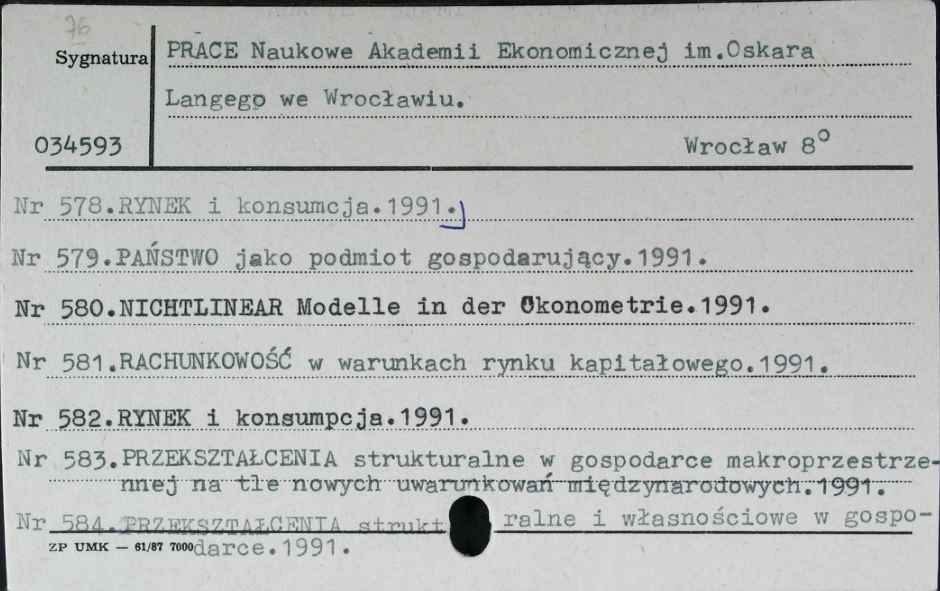 76
Sygnatura
PRACE Naukowe Akademii Ekonomicznej im.Oskara
Langego we Wrocławiu.
034593
Wrocław 8°
Nr 578.RYNEK i konsumcja.1991.
Nr 579.PAŃSTWO jako podmiot gospodarujący.1991.
Nr 580.NICHTLINEAR Modelle in der Okonometrie.1991.
Nr 581.RACHUNKOWOŚĆ w warunkach rynku kapitałowego.1991.
Nr 582.RYNEK i konsumpcja.1991.
Nr 583.PRZEKSZTAŁCENIA strukturalne w gospodarce makroprzestrze-
nnej na tle nowych uwarunkowań międzynarodowych.1991.
Nr 584.PRZEKSZTAŁCENIA strukt ralne i własnościowe w gospo-
ZP UMK — 61/87 7000 darce.1991.